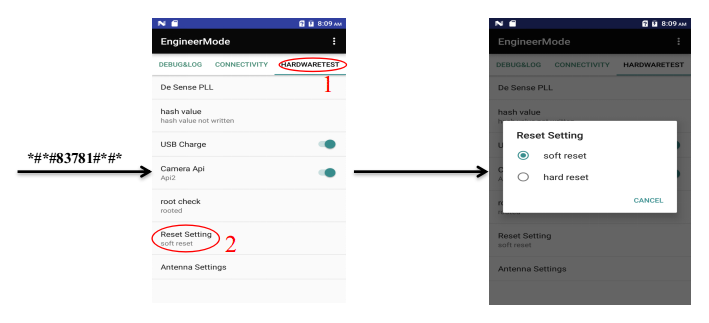 *#*#83781#*#*
8:09 AM
EngineerMode
DEBUG&LOG CONNECTIVITY HARDWARETEST
1
De Sense PLL
hash value
hash value not written
USB Charge
Camera Api
Api2
root check
rooted
Reset Setting
soft reset
2
Antenna Settings
8:09 AM
EngineerMode
DEBUG&LOG CONNECTIVITY HARDWARETEST
De Sense PLL
hash value
Reset Setting
soft reset
hard reset
CANCEL
Reset Setting
soft reset
Antenna Settings